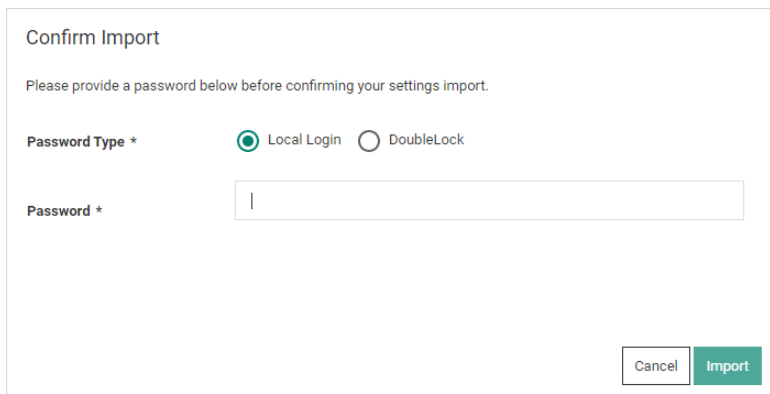 Confirm Import
Please provide a password below before confirming your settings import.
Password Type * Local Login DoubleLock
Password *
Cancel Import